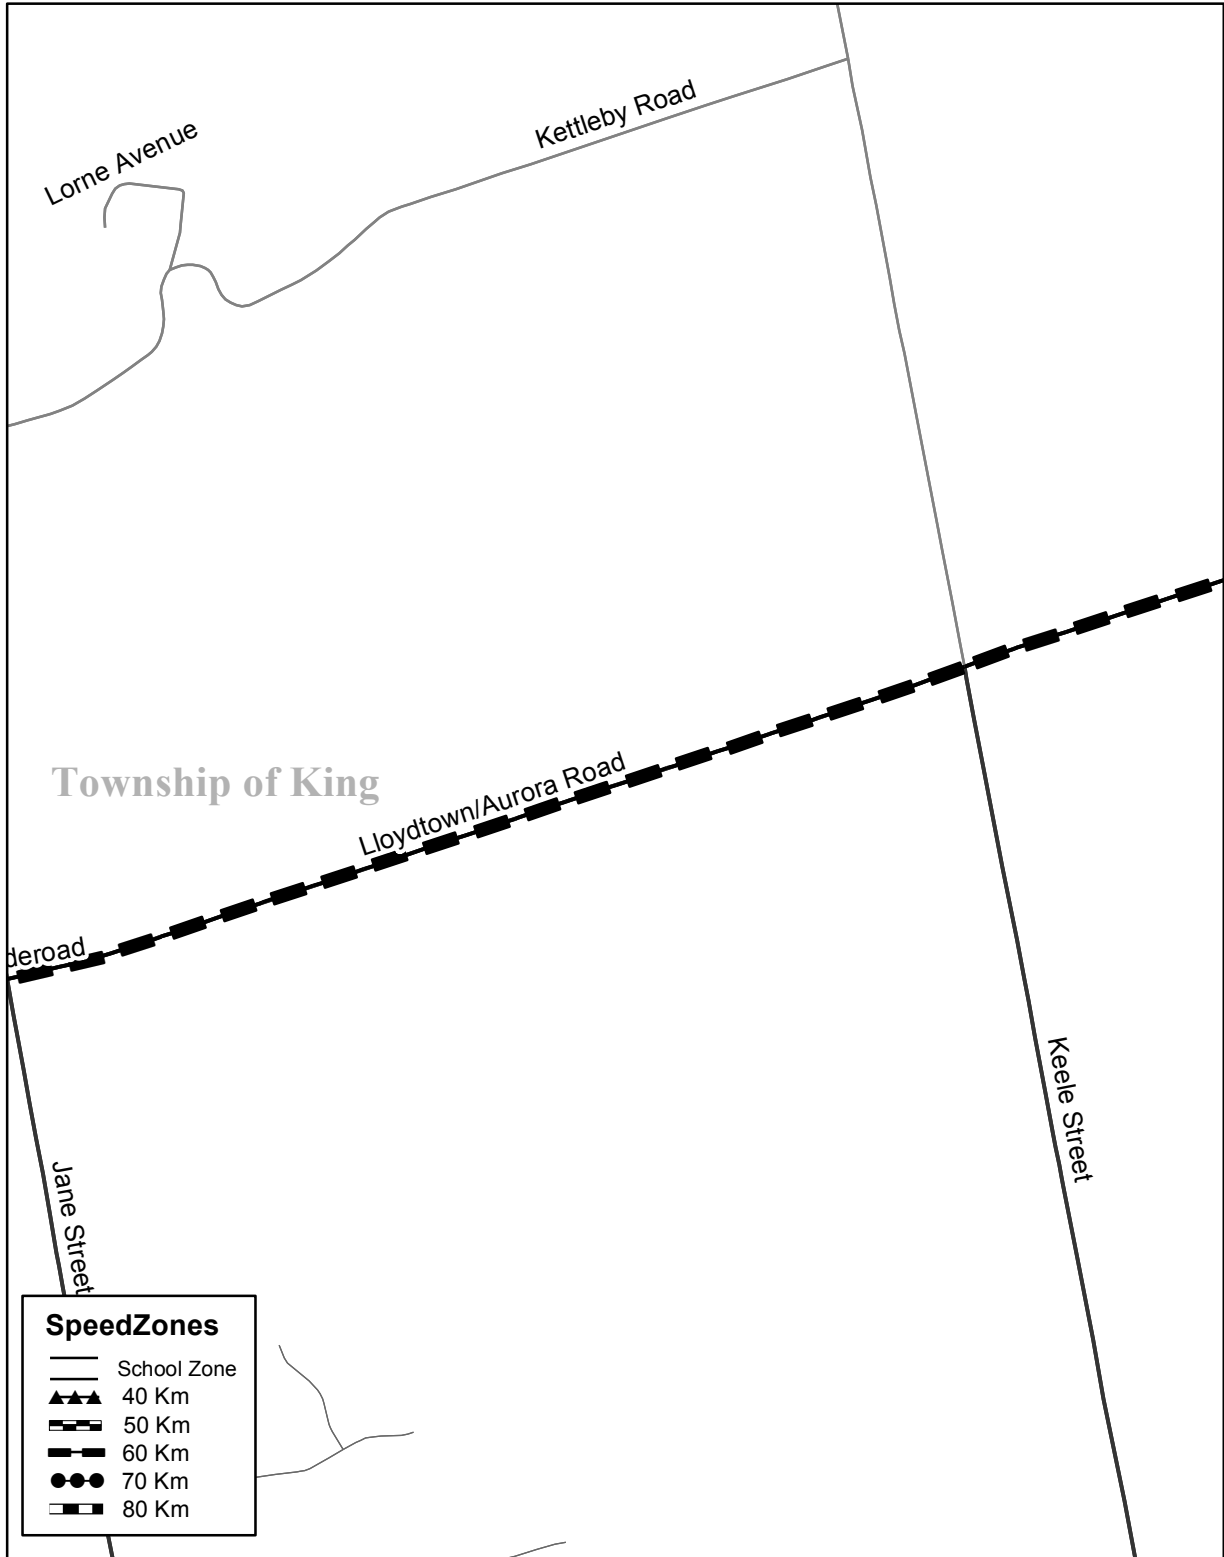 Kettleby Road
Lorne Avenue
Township of King
Lloydtown/Aurora Road
deroad
Keele Street
Jane Street
SpeedZones
School Zone
40 Km
50 Km
60 Km
70 Km
80 Km